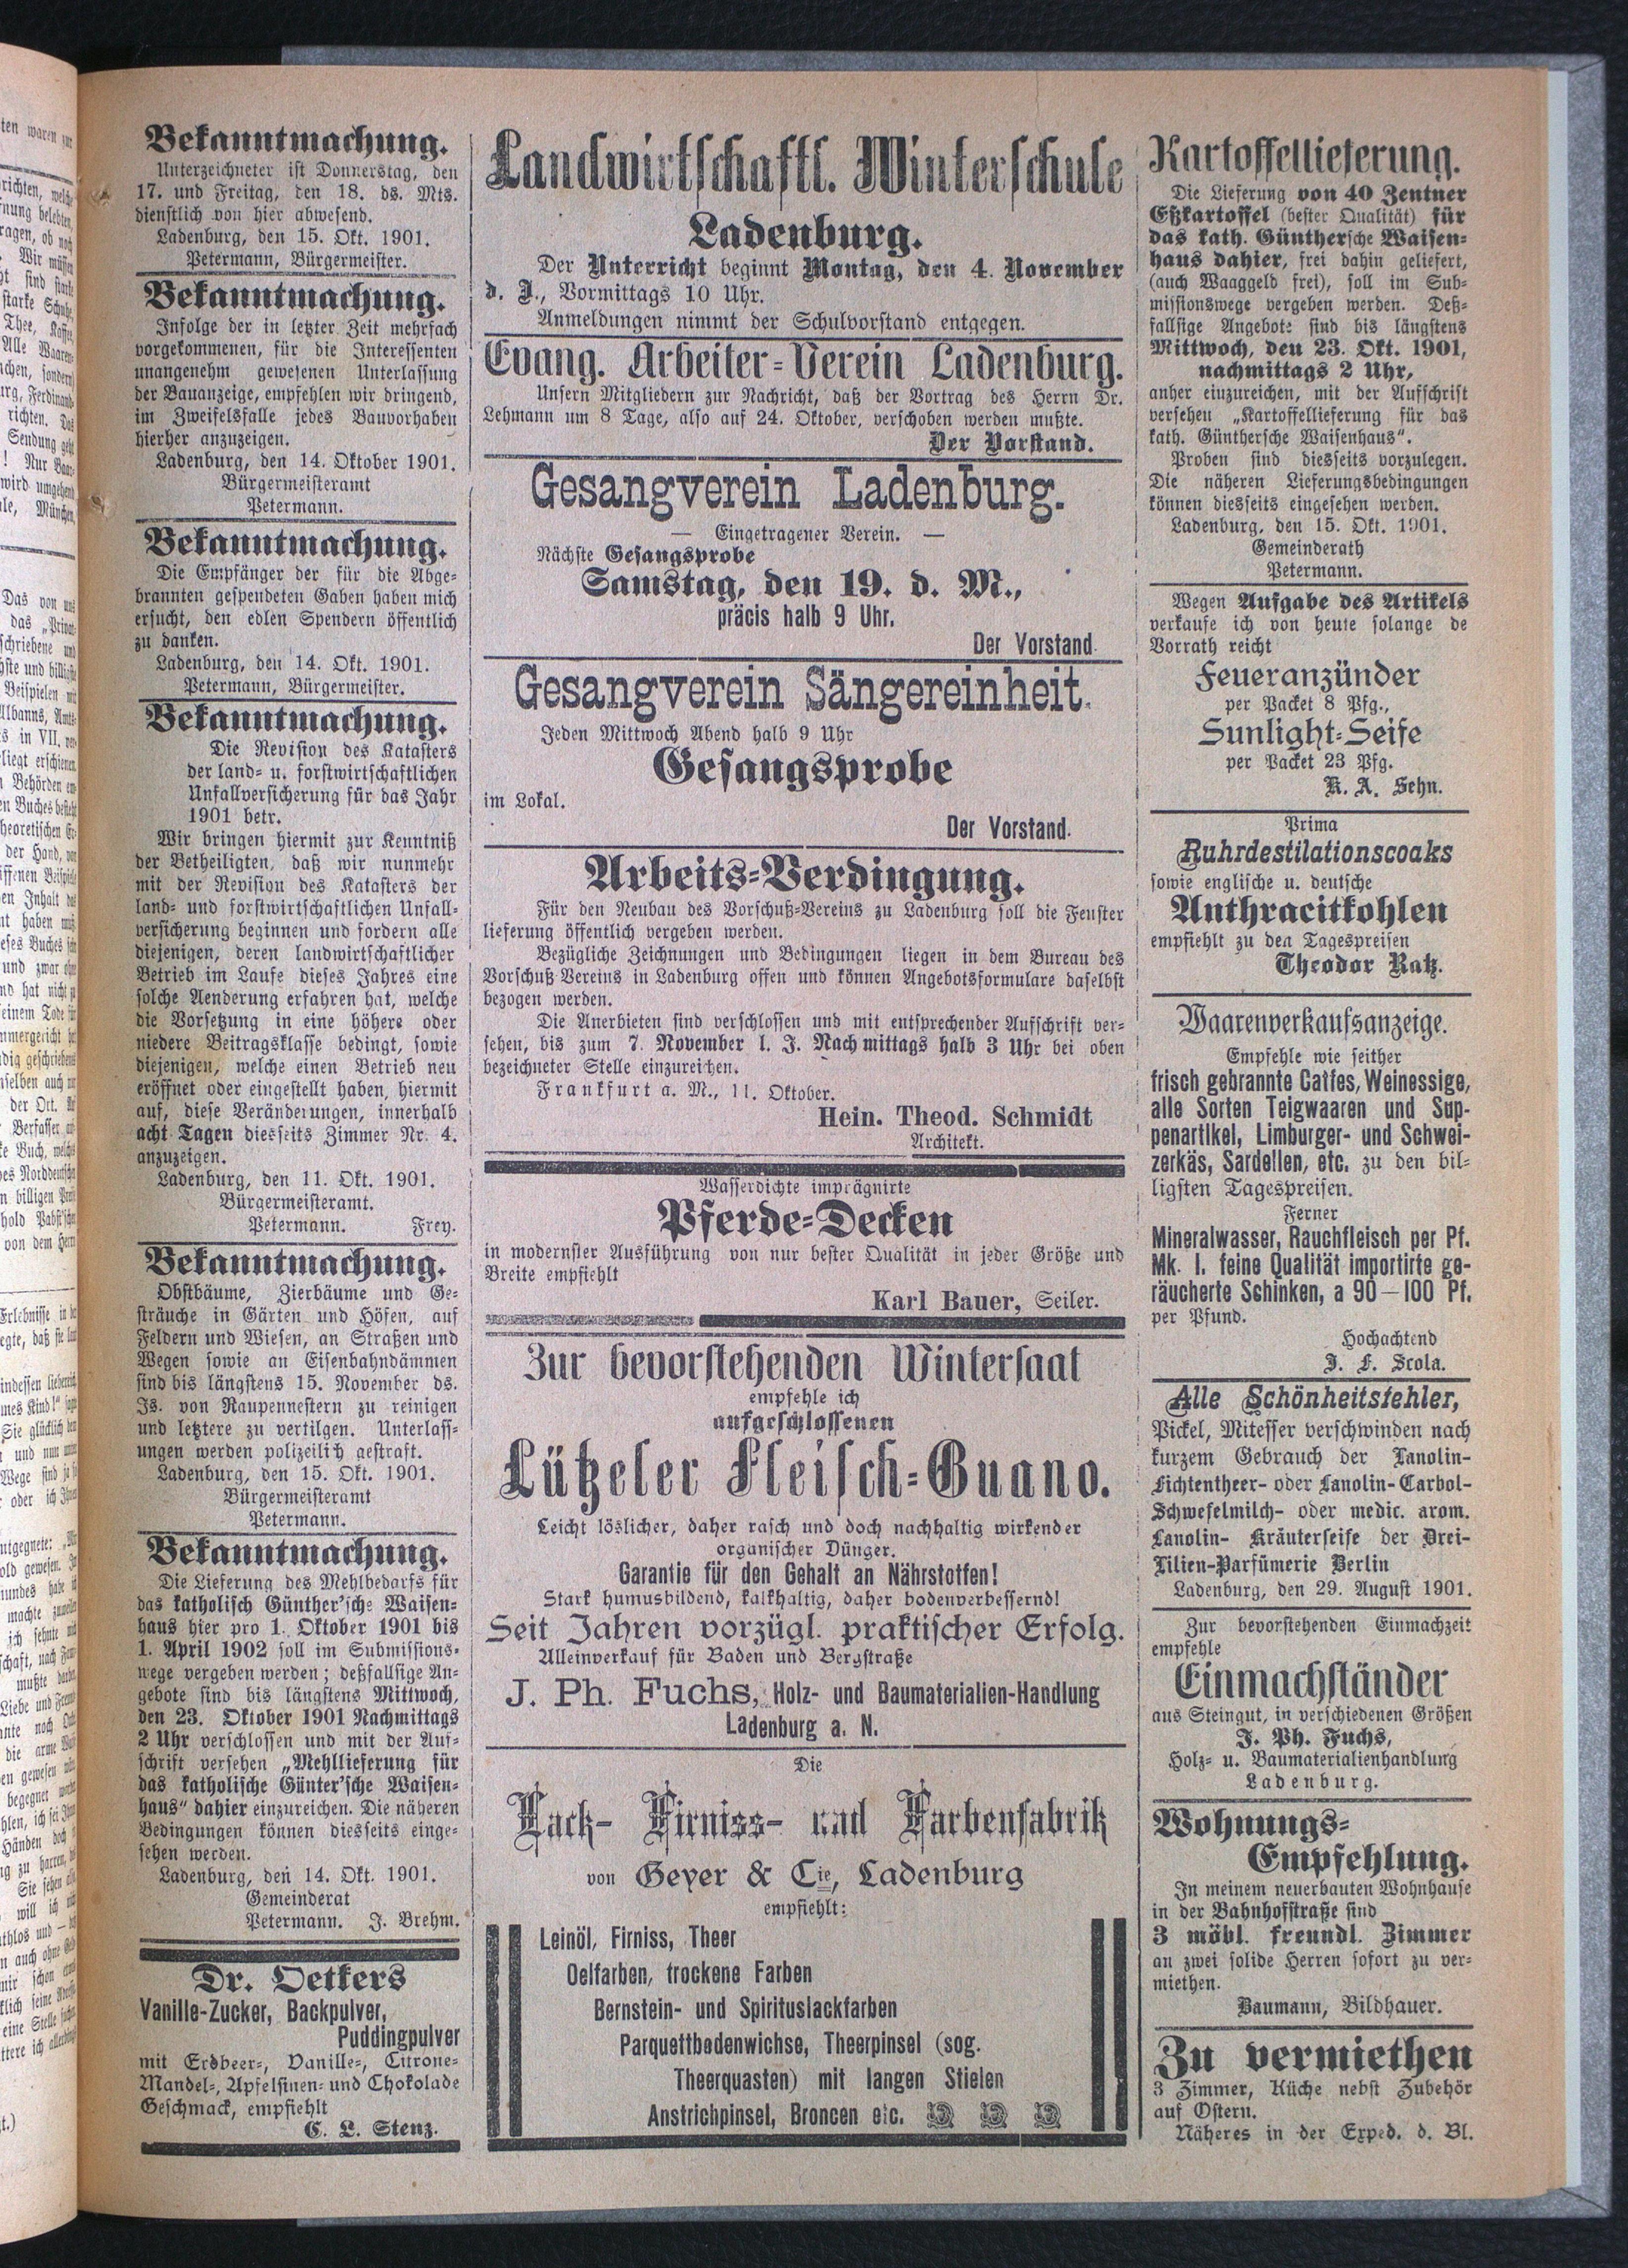 Bekanntmachung.
Unterzeichneter ist Donnerstag, den
17. und Freitag, den 18. ds. Mts.
dienstlich von hier abwesend.
Ladenburg, den 15. Okt. 1901.
Petermann, Bürgermeister.
Bekanntmachung.
Infolge der in letzter Zeit mehrfach
vorgekommenen, für die Interessenten
unangenehm gewesenen Unterlassung
der Bauanzeige, empfehlen wir dringend,
im Zweifelsfalle jedes Bauvorhaben
hierher anzuzeigen.
Ladenburg, den 14. Oktober 1901.
Bürgermeisteramt
Petermann.
Bekanntmachung.
Die Empfänger der für die Abge-
brannten gespendeten Gaben haben mich
ersucht, den edlen Spendern öffentlich
zu danken.
Ladenburg, den 14. Okt. 1901.
Petermann, Bürgermeister.
Bekanntmachung.
Die Revision des Katasters
der land- u. forstwirtschaftlichen
Unfallversicherung für das Jahr
1901 betr.
Wir bringen hiermit zur Kenntniß
der Betheiligten, daß wir nunmehr
mit der Revision des Katasters der
land- und forstwirtschaftlichen Unfall-
versicherung beginnen und fordern alle
diejenigen, deren landwirtschaftlicher
Betrieb im Laufe dieses Jahres eine
solche Aenderung erfahren hat, welche
die Vorsetzung in eine höhere oder
niedere Beitragsklasse bedingt, sowie
diejenigen, welche einen Betrieb neu
eröffnet oder eingestellt haben, hiermit
auf, diese Veränderungen, innerhalb
acht Tagen diesseits Zimmer Nr. 4.
anzuzeigen.
Ladenburg, den 11. Okt. 1901.
Bürgermeisteramt.
Petermann. Frey.
Bekanntmachung.
Obstbäume, Zierbäume und Ge-
sträuche in Gärten und Höfen, auf
Feldern und Wiesen, an Straßen und
Wegen sowie an Eisenbahndämmen
sind bis längstens 15. November ds.
Js. von Raupennestern zu reinigen
und letztere zu vertilgen. Unterlass-
ungen werden polizeilich gestraft.
Ladenburg, den 15. Okt. 1901.
Bürgermeisteramt
Petermann.
Bekanntmachung.
Die Lieferung des Mehlbedarfs für
das katholisch Günther'sche Waisen-
haus hier pro 1. Oktober 1901 bis
1. April 1902 soll im Submissions-
wege vergeben werden; deßfallsige An-
gebote sind bis längstens Mittwoch,
den 23. Oktober 1901 Nachmittags
2 Uhr verschlossen und mit der Auf-
schrift versehen „Mehllieferung für
das katholische Günter'sche Waisen-
haus" dahier einzureichen. Die näheren
Bedingungen können diesseits einge-
sehen werden.
Ladenburg, den 14. Okt. 1901.
Gemeinderat
Petermann. J. Brehm.
Dr. Oetkers
Vanille-Zucker, Backpulver,
Puddingpulver
mit Erdbeer-, Vanille-, Citrone-
Mandel-, Apfelsinen- und Chokolade
Geschmack, empfiehlt
C. L. Stenz.
Landwirtschaftl. Winterschule
Ladenburg.
Der Unterricht beginnt Montag, den 4. November
d. J., Vormittags 10 Uhr.
Anmeldungen nimmt der Schulvorstand entgegen.
Evang. Arbeiter-Verein Ladenburg.
Unsern Mitgliedern zur Nachricht, daß der Vortrag des Herrn Dr.
Lehmann um 8 Tage, also auf 24. Oktober, verschoben werden mußte.
Der Vorstand.
Gesangverein Ladenburg.
— Eingetragener Verein. —
Nächste Gesangsprobe
Samstag, den 19. d. M.,
präcis halb 9 Uhr.
Der Vorstand.
Gesangverein Sängereinheit.
Jeden Mittwoch Abend halb 9 Uhr
Gesangsprobe
im Lokal.
Der Vorstand.
Arbeits-Verdingung.
Für den Neubau des Vorschuß-Vereins zu Ladenburg soll die Fenster
lieferung öffentlich vergeben werden.
Bezügliche Zeichnungen und Bedingungen liegen in dem Bureau des
Vorschuß-Vereins in Ladenburg offen und können Angebotsformulare daselbst
bezogen werden.
Die Anerbieten sind verschlossen und mit entsprechender Aufschrift ver-
sehen, bis zum 7. November l. J. Nachmittags halb 3 Uhr bei oben
bezeichneter Stelle einzureichen.
Frankfurt a. M., 11. Oktober.
Hein. Theod. Schmidt
Architekt.
Wasserdichte imprägnirte
Pferde-Decken
in modernster Ausführung von nur bester Qualität in jeder Größe und
Breite empfiehlt
Karl Bauer, Seiler.
Zur bevorstehenden Wintersaat
empfehle ich
aufgeschlossenen
Lützeler Fleisch-Guano.
Leicht löslicher, daher rasch und doch nachhaltig wirkender
organischer Dünger.
Garantie für den Gehalt an Nährstoffen!
Stark humusbildend, kalkhaltig, daher bodenverbessernd!
Seit Jahren vorzügl. praktischer Erfolg.
Alleinverkauf für Baden und Bergstraße
J. Ph. Fuchs, Holz- und Baumaterialien-Handlung
Ladenburg a. N.
Die
Lack- Firniss- und Farbenfabrik
von Geyer & Cie, Ladenburg
empfiehlt:
Leinöl, Firniss, Theer
Oelfarben, trockene Farben
Bernstein- und Spirituslackfarben
Parquettbodenwichse, Theerpinsel (sog.
Theerquasten) mit langen Stielen
Anstrichpinsel, Broncen etc.
Kartoffellieferung.
Die Lieferung von 40 Zentner
Eßkartoffel (bester Qualität) für
das kath. Günthersche Waisen-
haus dahier, frei dahin geliefert,
(auch Waaggeld frei), soll im Sub-
missionswege vergeben werden. Deß-
fallsige Angebote sind bis längstens
Mittwoch, den 23. Okt. 1901,
nachmittags 2 Uhr,
anher einzureichen, mit der Aufschrift
versehen „Kartoffellieferung für das
kath. Günthersche Waisenhaus".
Proben sind diesseits vorzulegen.
Die näheren Lieferungsbedingungen
können diesseits eingesehen werden.
Ladenburg, den 15. Okt. 1901.
Gemeinderath
Petermann.
Wegen Aufgabe des Artikels
verkaufe ich von heute solange de
Vorrath reicht
Feueranzünder
per Packet 8 Pfg.,
Sunlight-Seife
per Packet 23 Pfg.
K. A. Sehn.
Prima
Ruhrdestilationscoaks
sowie englische u. deutsche
Anthracitkohlen
empfiehlt zu den Tagespreisen
Theodor Katz.
Waarenverkaufsanzeige.
Empfehle wie seither
frisch gebrannte Caffes, Weinessige,
alle Sorten Teigwaaren und Sup-
penartikel, Limburger- und Schwei-
zerkäs, Sardellen, etc. zu den bil-
ligsten Tagespreisen.
Ferner
Mineralwasser, Rauchfleisch per Pf.
Mk. 1. feine Qualität importirte ge-
räucherte Schinken, a 90—100 Pf.
per Pfund.
Hochachtend
J. F. Scola.
Alle Schönheitsfehler,
Pickel, Mitesser verschwinden nach
kurzem Gebrauch der Lanolin-
Fichtentheer- oder Lanolin-Carbol-
Schwefelmilch- oder medic. arom.
Lanolin- Kräuterseife der Drei-
Lilien-Parfümerie Berlin
Ladenburg, den 29. August 1901.
Zur bevorstehenden Einmachzeit
empfehle
Einmachständer
aus Steingut, in verschiedenen Größen
J. Ph. Fuchs,
Holz- u. Baumaterialienhandlung
Ladenburg.
Wohnungs-
Empfehlung.
In meinem neuerbauten Wohnhause
in der Bahnhofstraße sind
3 möbl. freundl. Zimmer
an zwei solide Herren sofort zu ver-
miethen.
Baumann, Bildhauer.
Zu vermiethen
3 Zimmer, Küche nebst Zubehör
auf Ostern.
Näheres in der Exped. d. Bl.